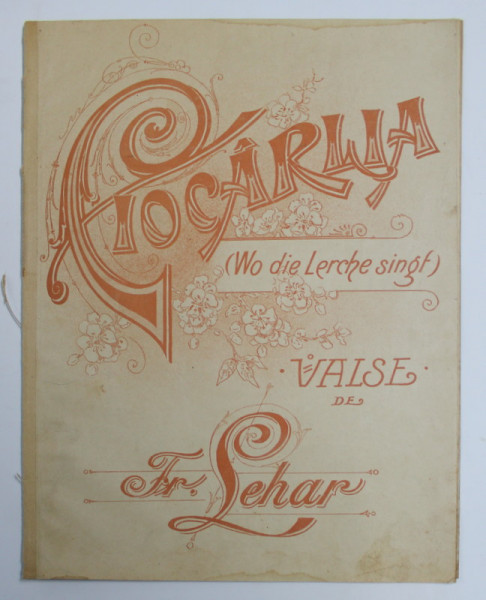 CIOCÂRLIA
(Wo die Lerche singt)
VALSE
DE
Fr. Lehar